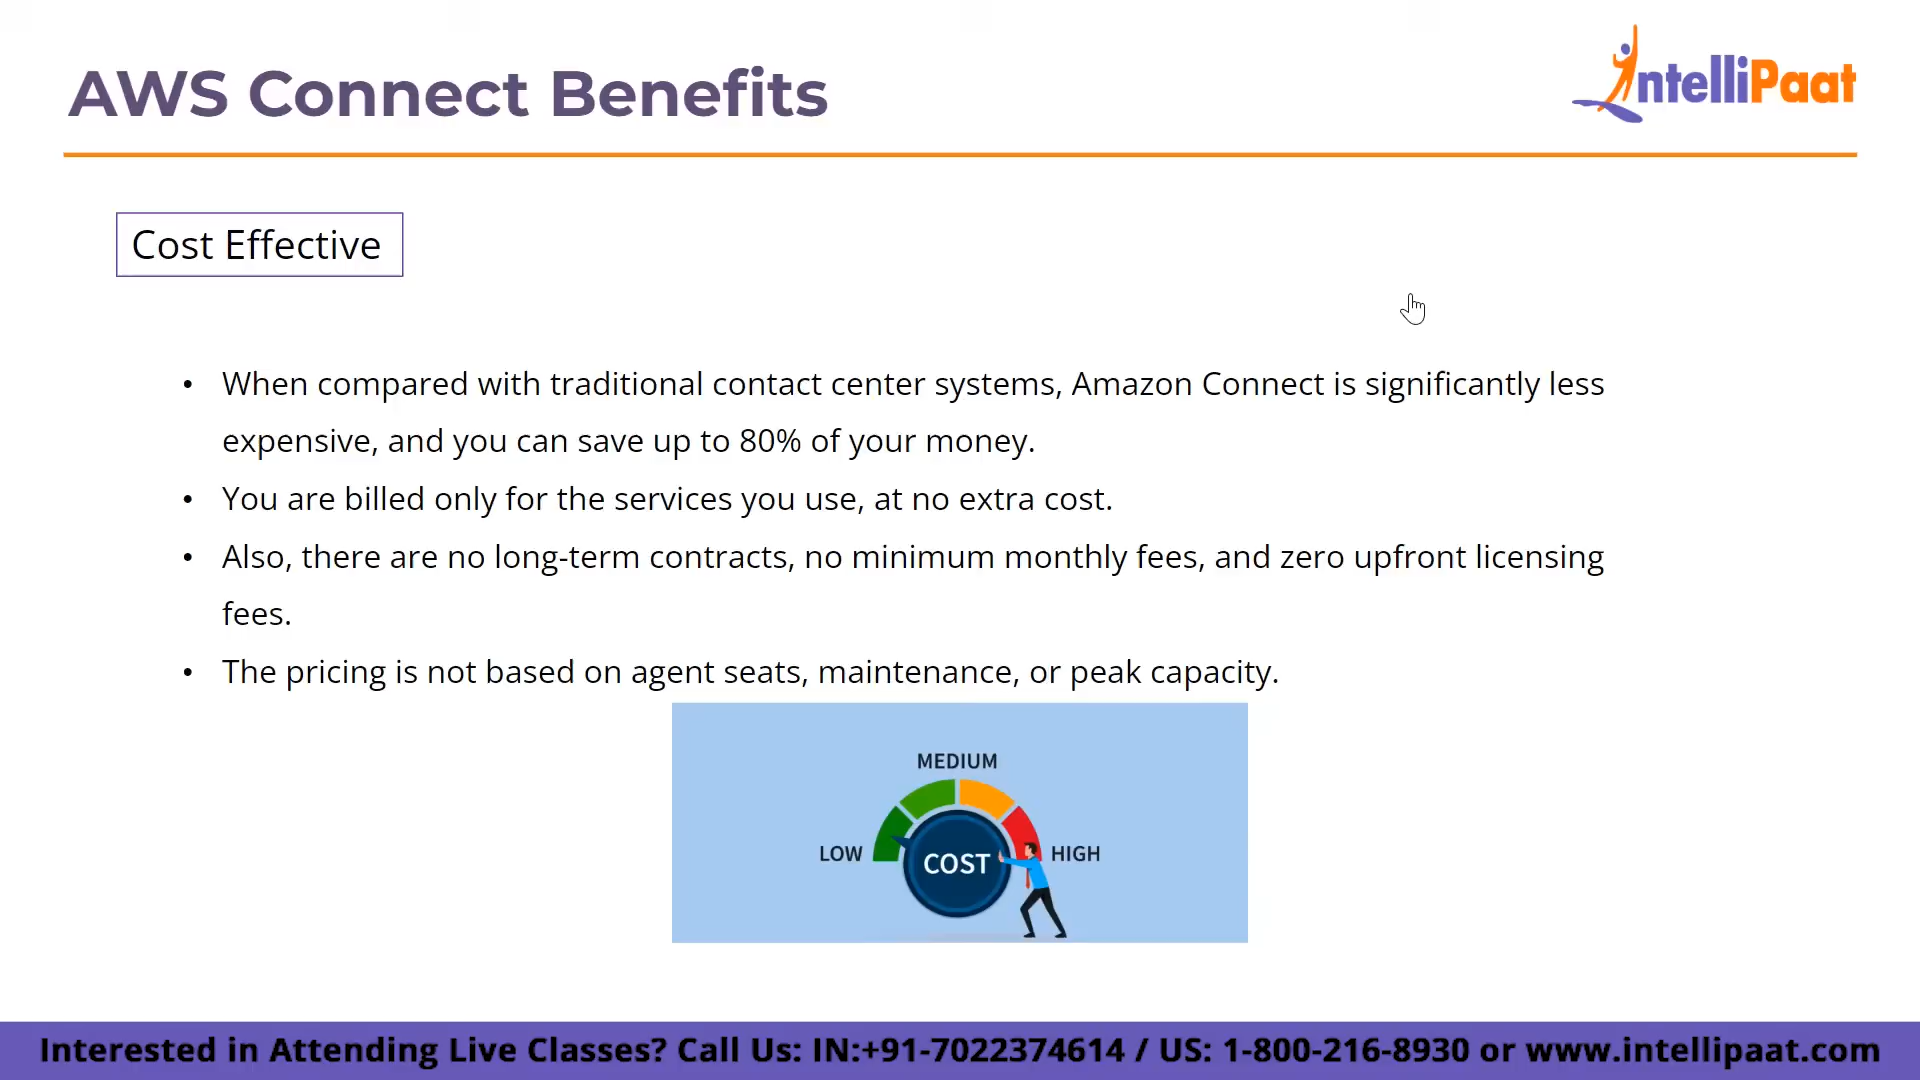 AWS Connect Benefits
IntelliPaat
Cost Effective
• When compared with traditional contact center systems, Amazon Connect is significantly less
expensive, and you can save up to 80% of your money.
• You are billed only for the services you use, at no extra cost.
• Also, there are no long-term contracts, no minimum monthly fees, and zero upfront licensing
fees.
• The pricing is not based on agent seats, maintenance, or peak capacity.
MEDIUM
LOW
COST
HIGH
Interested in Attending Live Classes? Call Us: IN:+91-7022374614 / US: 1-800-216-8930 or www.intellipaat.com